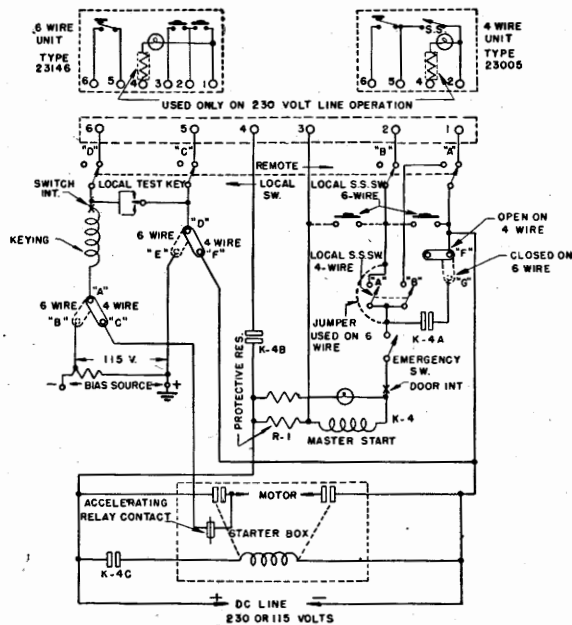 6 WIRE
UNIT
TYPE
23146
6 5 4 3 2 1
4 WIRE
UNIT
TYPE
23005
S.S.
6 5 4 2
USED ONLY ON 230 VOLT LINE OPERATION
6 5 4 3 2 1
"D" "C" "B" "A"
REMOTE
SWITCH
INT.
LOCAL TEST KEY
LOCAL
SW.
LOCAL S.S.SW.
6-WIRE
KEYING
"D"
6 WIRE 4 WIRE
"E" "F"
OPEN ON
4 WIRE
"F"
CLOSED ON
6 WIRE
"G"
LOCAL S.S.SW.
4-WIRE
"A" "B"
"A"
6 WIRE 4 WIRE
"B" "C"
JUMPER
USED ON 6
WIRE
K-4A
K-4B
115 V.
PROTECTIVE RES.
EMERGENCY
SW.
- BIAS SOURCE +
DOOR INT
R-1
K-4
MASTER START
MOTOR
ACCELERATING
RELAY CONTACT
STARTER BOX
K-4C
+ -
DC LINE
230 OR 115 VOLTS